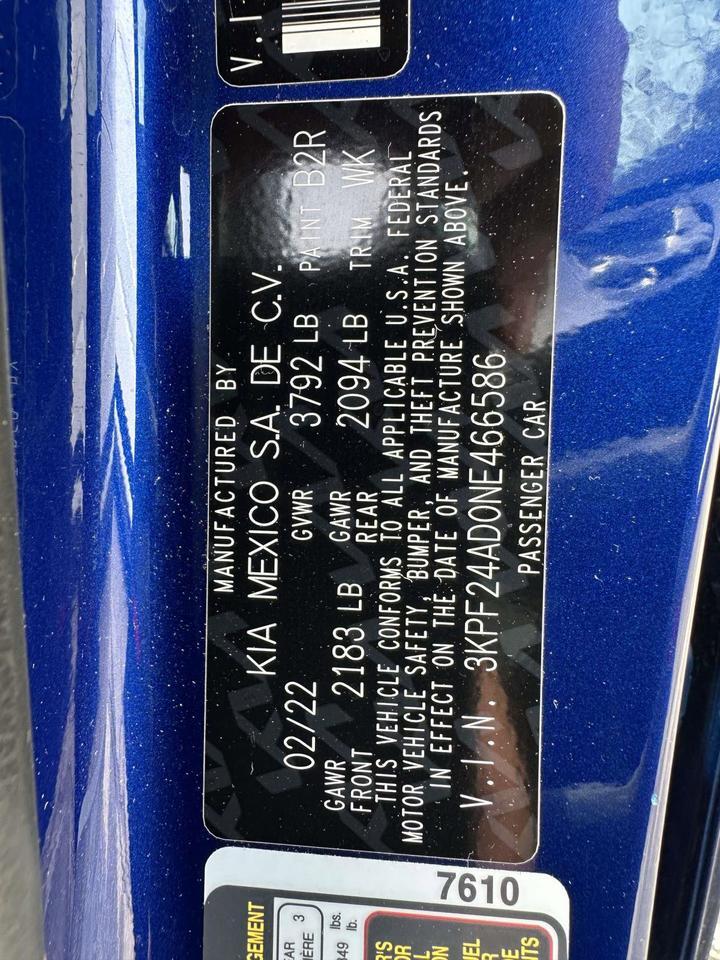 V.I
MANUFACTURED BY
KIA MEXICO S.A. DE C.V.
02/22 GVWR 3792 LB PAINT B2R
GAWR FRONT 2183 LB GAWR REAR 2094 LB TRIM WK
THIS VEHICLE CONFORMS TO ALL APPLICABLE U.S.A. FEDERAL
MOTOR VEHICLE SAFETY, BUMPER, AND THEFT PREVENTION STANDARDS
IN EFFECT ON THE DATE OF MANUFACTURE SHOWN ABOVE.
V.I.N. 3KPF24AD0NE466586
PASSENGER CAR
7610